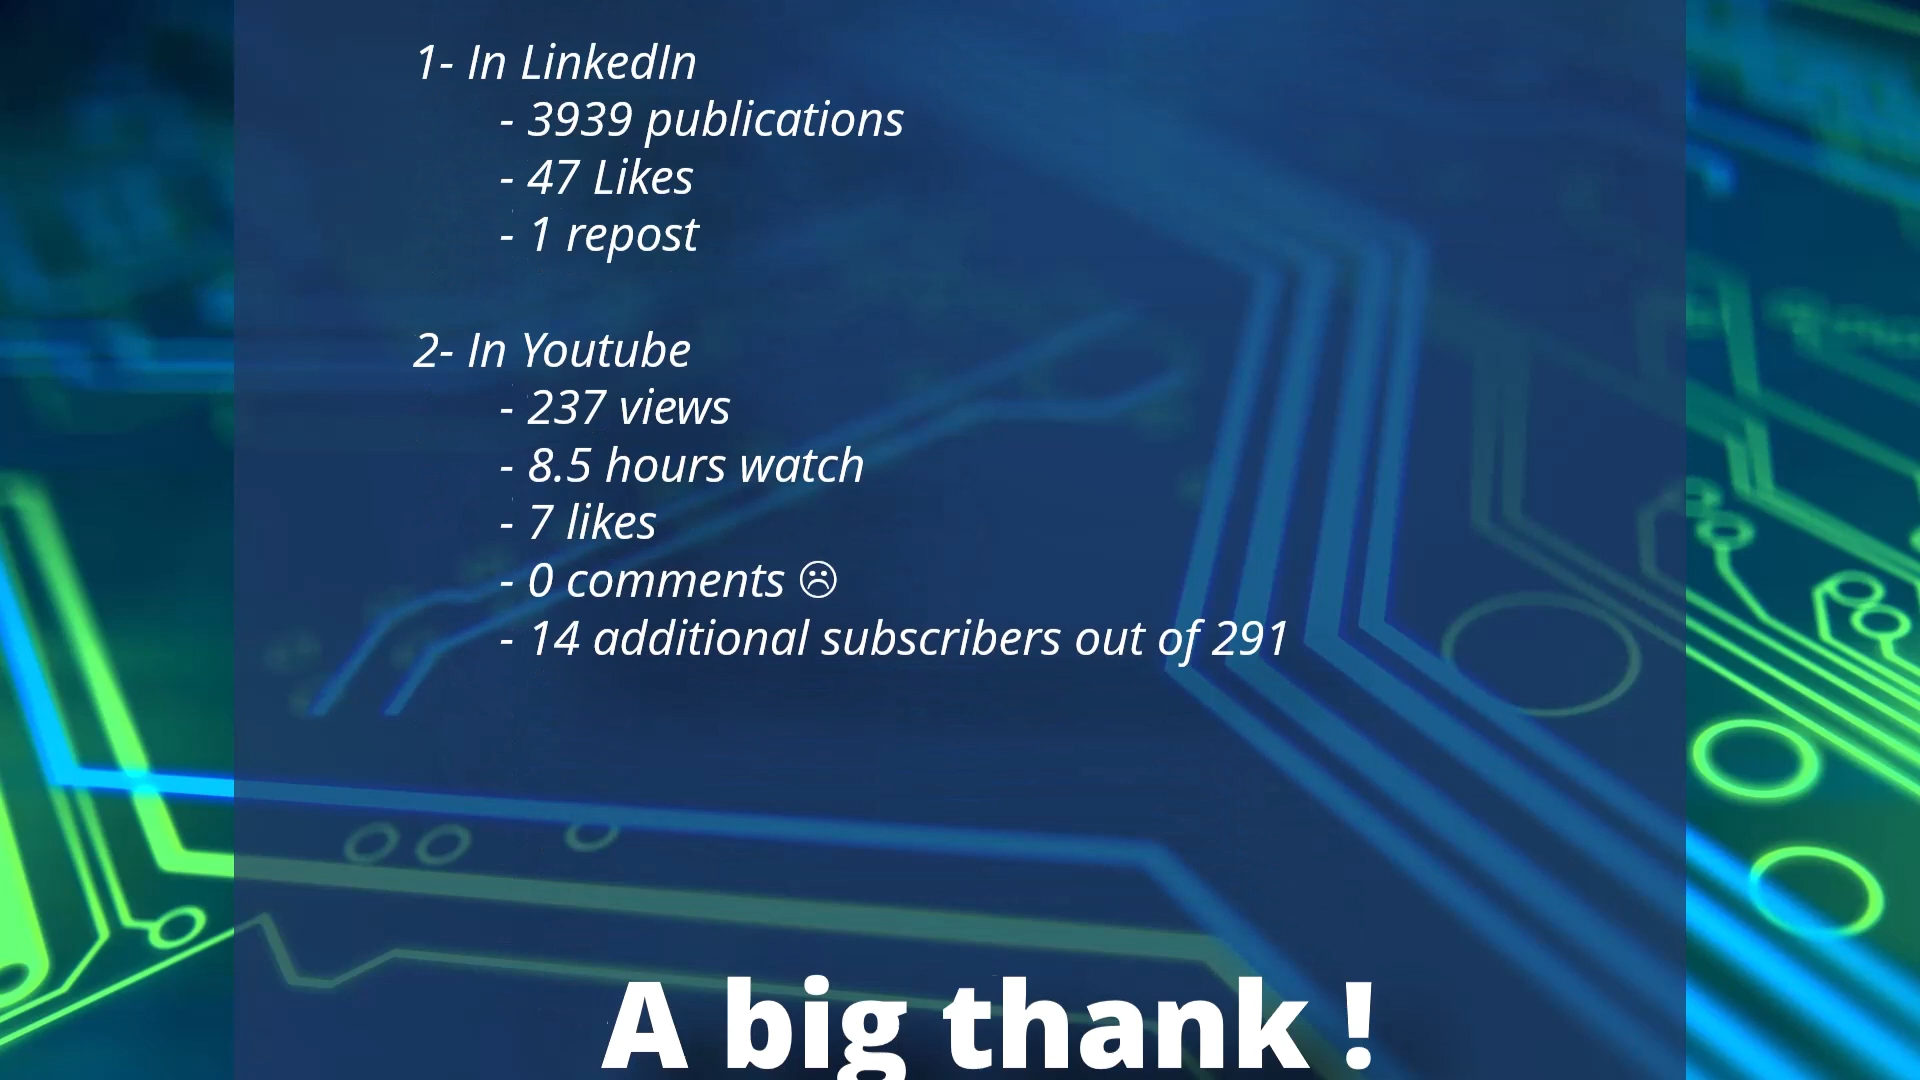 1- In LinkedIn
- 3939 publications
- 47 Likes
- 1 repost
2- In Youtube
- 237 views
- 8.5 hours watch
- 7 likes
- 0 comments ☹
- 14 additional subscribers out of 291
A big thank !